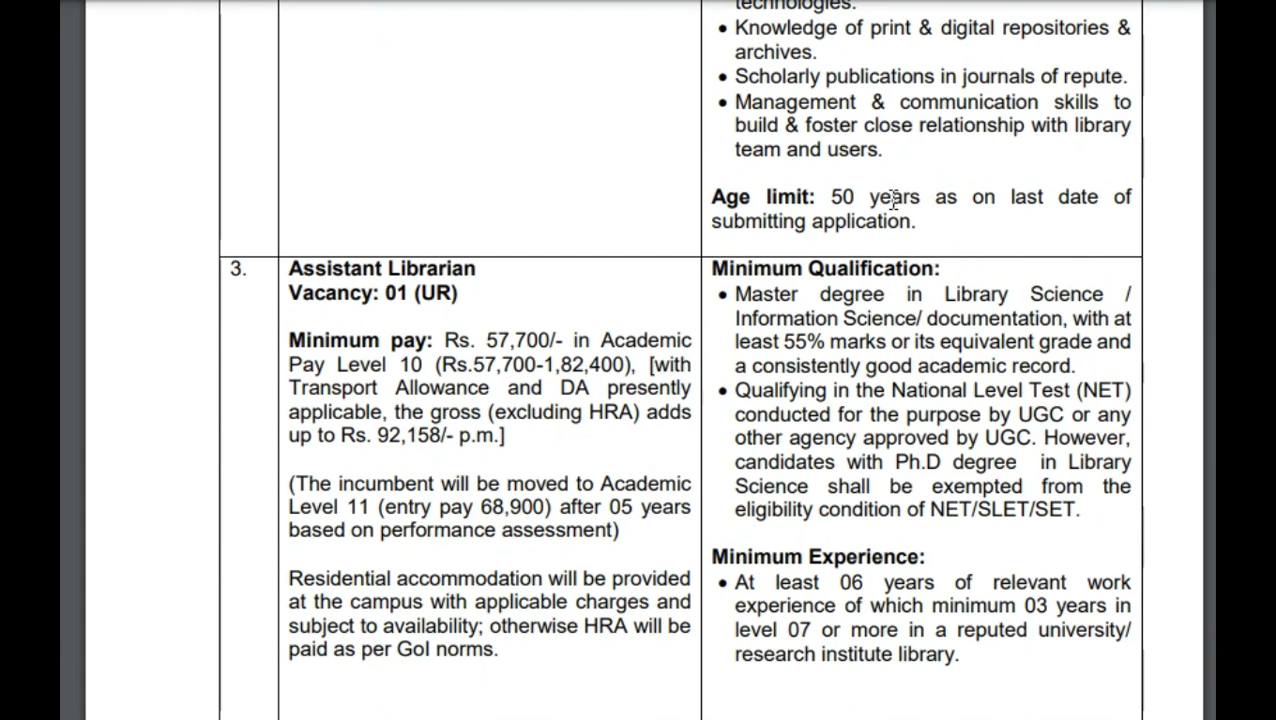 technologies.
• Knowledge of print & digital repositories &
archives.
• Scholarly publications in journals of repute.
• Management & communication skills to
build & foster close relationship with library
team and users.
Age limit: 50 years as on last date of
submitting application.
3.
Assistant Librarian
Vacancy: 01 (UR)
Minimum pay: Rs. 57,700/- in Academic
Pay Level 10 (Rs.57,700-1,82,400), [with
Transport Allowance and DA presently
applicable, the gross (excluding HRA) adds
up to Rs. 92,158/- p.m.]
(The incumbent will be moved to Academic
Level 11 (entry pay 68,900) after 05 years
based on performance assessment)
Residential accommodation will be provided
at the campus with applicable charges and
subject to availability; otherwise HRA will be
paid as per GoI norms.
Minimum Qualification:
• Master degree in Library Science /
Information Science/ documentation, with at
least 55% marks or its equivalent grade and
a consistently good academic record.
• Qualifying in the National Level Test (NET)
conducted for the purpose by UGC or any
other agency approved by UGC. However,
candidates with Ph.D degree in Library
Science shall be exempted from the
eligibility condition of NET/SLET/SET.
Minimum Experience:
• At least 06 years of relevant work
experience of which minimum 03 years in
level 07 or more in a reputed university/
research institute library.